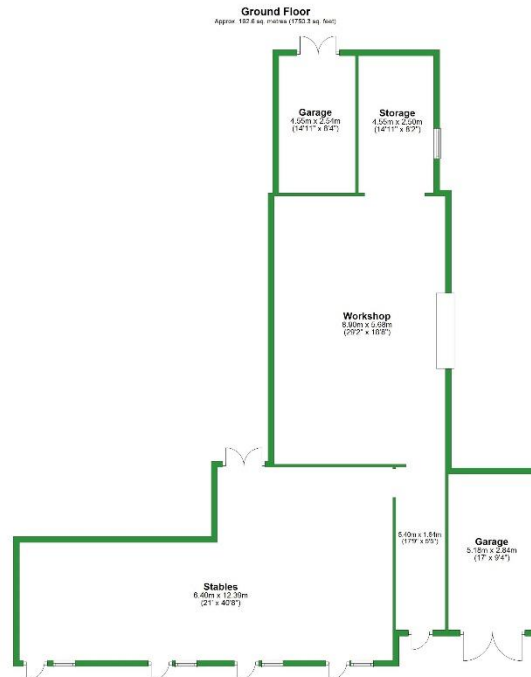 Ground Floor
Approx. 162.6 sq. metres (1750.3 sq. feet)
Garage
4.55m x 2.54m
(14'11" x 8'4")
Storage
4.55m x 2.50m
(14'11" x 8'2")
Workshop
8.90m x 5.68m
(29'2" x 18'8")
5.40m x 1.64m
(17'9" x 5'5")
Garage
5.18m x 2.84m
(17' x 9'4")
Stables
6.40m x 12.39m
(21' x 40'8")